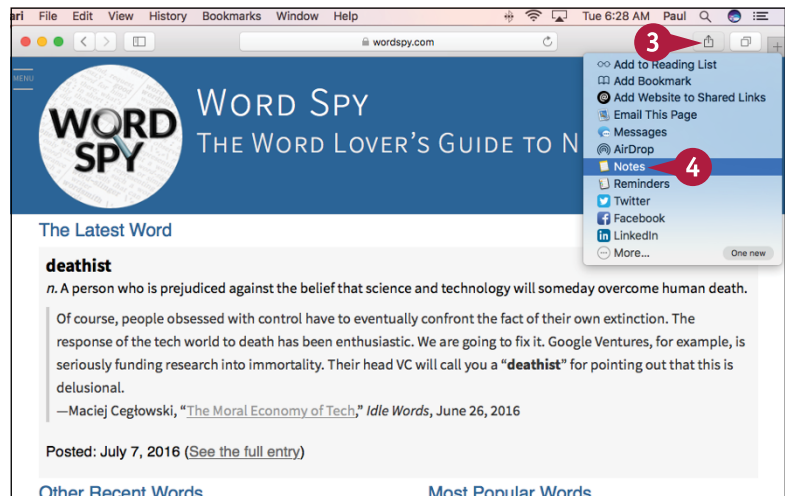 ari File Edit View History Bookmarks Window Help Tue 6:28 AM Paul
wordspy.com
3
MENU
WORD
SPY
WORD SPY
THE WORD LOVER'S GUIDE TO N
Add to Reading List
Add Bookmark
Add Website to Shared Links
Email This Page
Messages
AirDrop
Notes
4
Reminders
Twitter
Facebook
in LinkedIn
More... One new
The Latest Word
deathist
n. A person who is prejudiced against the belief that science and technology will someday overcome human death.
Of course, people obsessed with control have to eventually confront the fact of their own extinction. The
response of the tech world to death has been enthusiastic. We are going to fix it. Google Ventures, for example, is
seriously funding research into immortality. Their head VC will call you a “deathist” for pointing out that this is
delusional.
—Maciej Cegłowski, “The Moral Economy of Tech,” Idle Words, June 26, 2016
Posted: July 7, 2016 (See the full entry)
Other Recent Words Most Popular Words